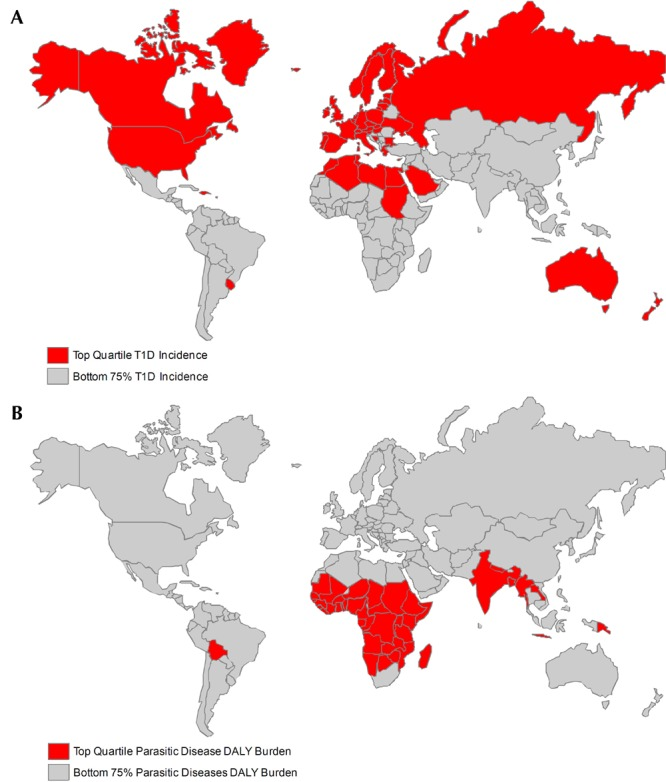 A
Top Quartile T1D Incidence
Bottom 75% T1D Incidence
B
Top Quartile Parasitic Disease DALY Burden
Bottom 75% Parasitic Diseases DALY Burden